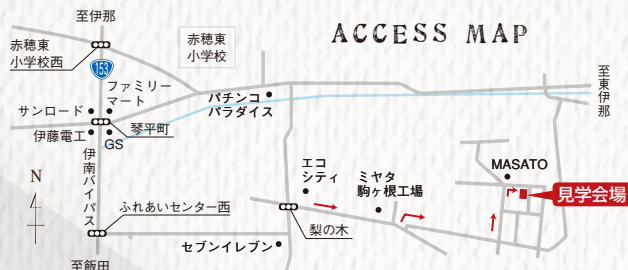 至伊那
ACCESS MAP
赤穂東
小学校西
赤穂東
小学校
153
ファミリー
マート
パチンコ
パラダイス
至東伊那
サンロード
琴平町
伊藤電工
GS
伊南バイパス
エコ
シティ
ミヤタ
駒ヶ根工場
MASATO
見学会場
N
ふれあいセンター西
梨の木
セブンイレブン
至飯田